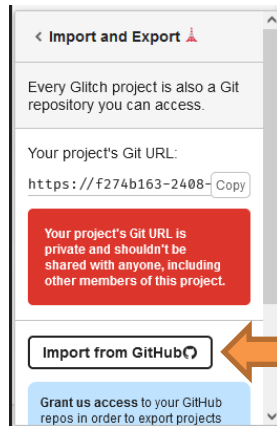 < Import and Export
Every Glitch project is also a Git
repository you can access.
Your project's Git URL:
https://f274b163-2408- Copy
Your project's Git URL is
private and shouldn't be
shared with anyone, including
other members of this project.
Import from GitHub
Grant us access to your GitHub
repos in order to export projects